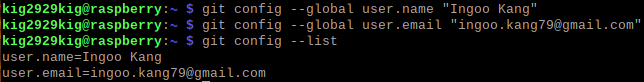 kig2929kig@raspberry:~ $ git config --global user.name "Ingoo Kang"
kig2929kig@raspberry:~ $ git config --global user.email "ingoo.kang79@gmail.com"
kig2929kig@raspberry:~ $ git config --list
user.name=Ingoo Kang
user.email=ingoo.kang79@gmail.com